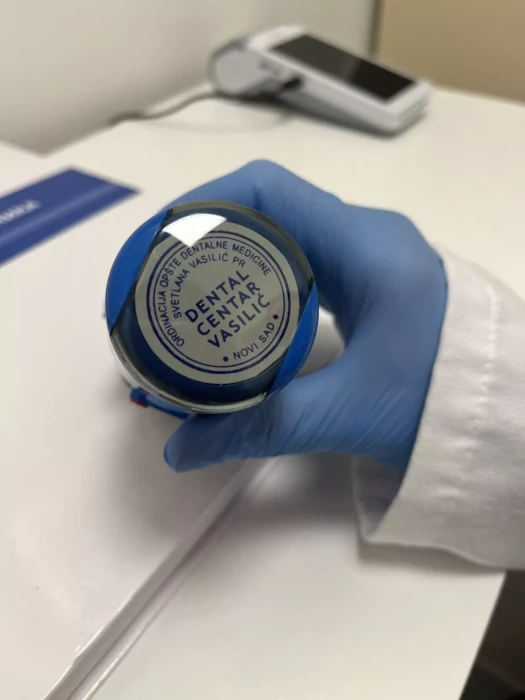 ORDINACIJA OPŠTE DENTALNE MEDICINE
SVETLANA VASILIĆ PR
DENTAL
CENTAR
VASILIĆ
* NOVI SAD *